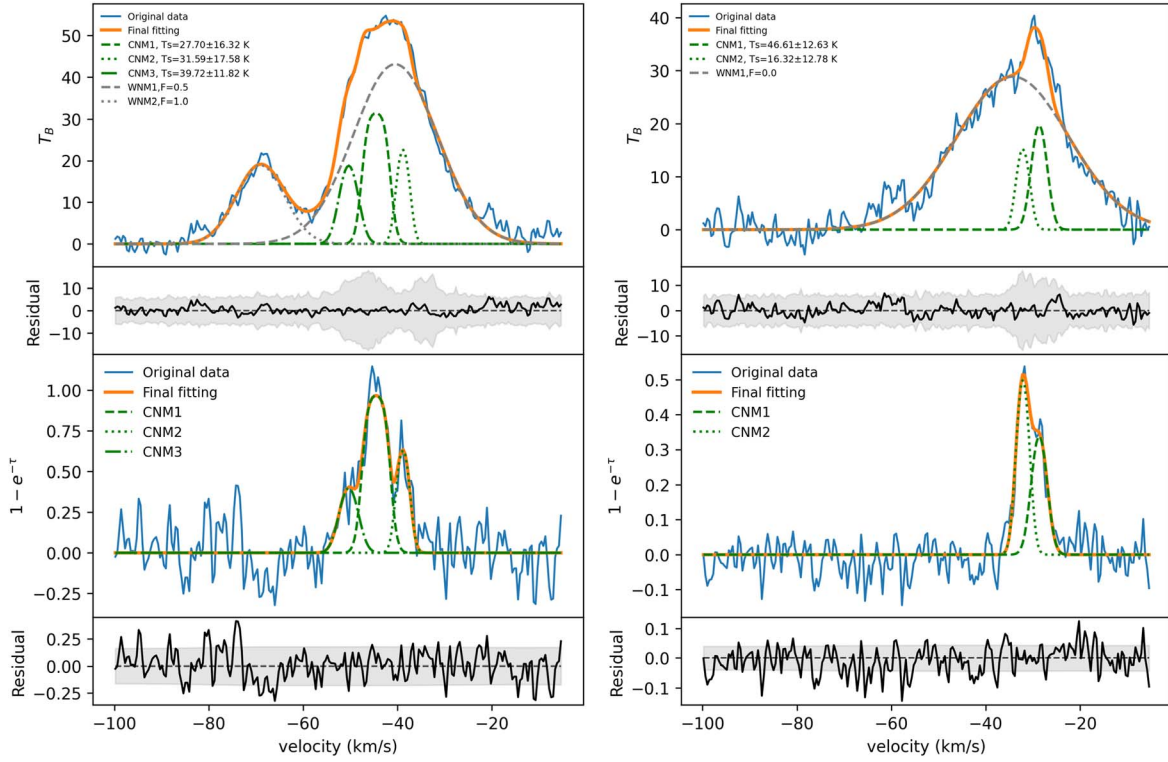 Original data
Final fitting
CNM1, Ts=27.70±16.32 K
CNM2, Ts=31.59±17.58 K
CNM3, Ts=39.72±11.82 K
WNM1,F=0.5
WNM2,F=1.0
50
40
30
20
10
0
T_B
10
0
−10
Residual
Original data
Final fitting
CNM1
CNM2
CNM3
1.00
0.75
0.50
0.25
0.00
−0.25
1 − e^{−τ}
0.25
0.00
−0.25
Residual
−100 −80 −60 −40 −20
velocity (km/s)
Original data
Final fitting
CNM1, Ts=46.61±12.63 K
CNM2, Ts=16.32±12.78 K
WNM1,F=0.0
40
30
20
10
0
T_B
10
0
−10
Residual
Original data
Final fitting
CNM1
CNM2
0.5
0.4
0.3
0.2
0.1
0.0
−0.1
1 − e^{−τ}
0.1
0.0
−0.1
Residual
−100 −80 −60 −40 −20
velocity (km/s)